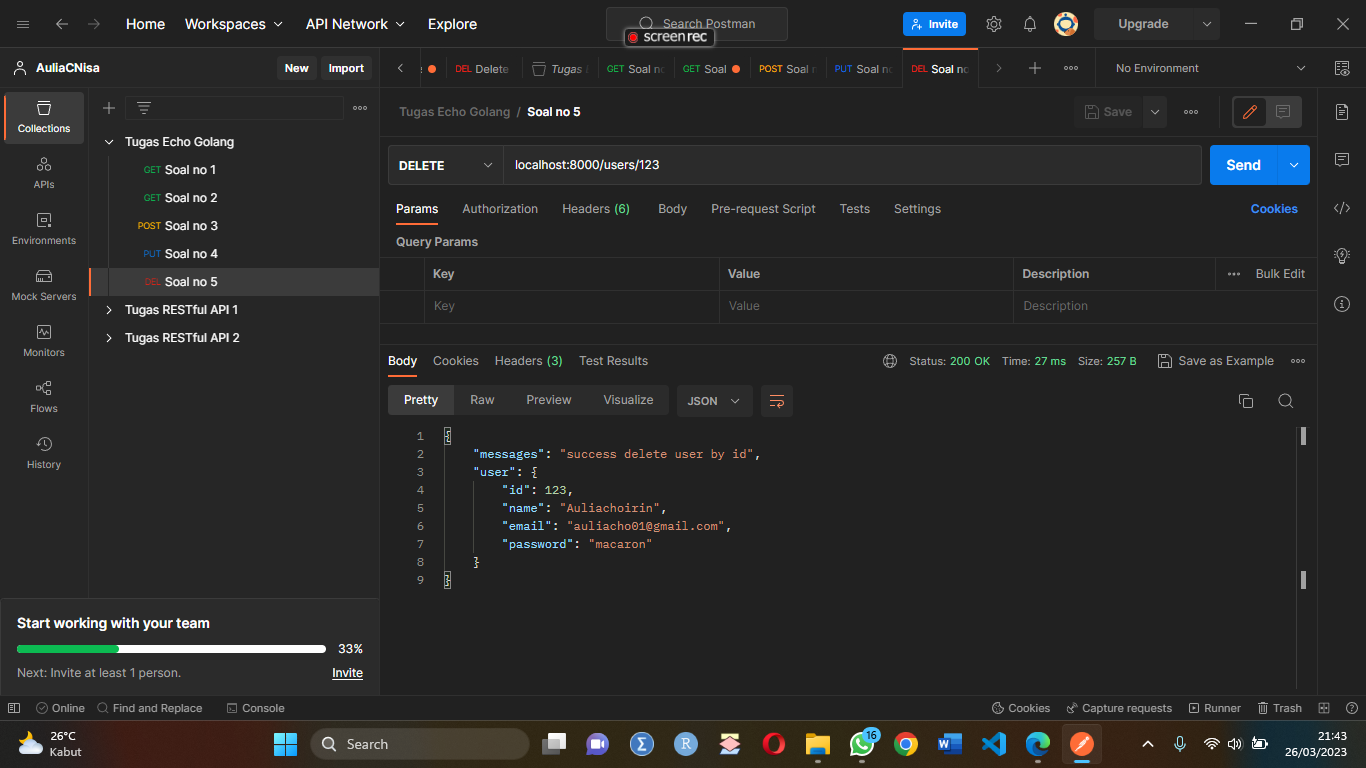 Home Workspaces API Network Explore Search Postman Invite Upgrade
screenrec
AuliaCNisa New Import
DEL Delete Tugas GET Soal no GET Soal POST Soal PUT Soal no DEL Soal no No Environment
Collections
APIs
Environments
Mock Servers
Monitors
Flows
History
Tugas Echo Golang
GET Soal no 1
GET Soal no 2
POST Soal no 3
PUT Soal no 4
DEL Soal no 5
Tugas RESTful API 1
Tugas RESTful API 2
Start working with your team
33%
Next: Invite at least 1 person. Invite
Tugas Echo Golang / Soal no 5 Save
DELETE localhost:8000/users/123 Send
Params Authorization Headers (6) Body Pre-request Script Tests Settings Cookies
Query Params
Key Value Description Bulk Edit
Key Value Description
Body Cookies Headers (3) Test Results Status: 200 OK Time: 27 ms Size: 257 B Save as Example
Pretty Raw Preview Visualize JSON
1 {
2 "messages": "success delete user by id",
3 "user": {
4 "id": 123,
5 "name": "Auliachoirin",
6 "email": "auliacho01@gmail.com",
7 "password": "macaron"
8 }
9 }
Online Find and Replace Console Cookies Capture requests Runner Trash
26°C
Kabut
Search
16
21:43
26/03/2023